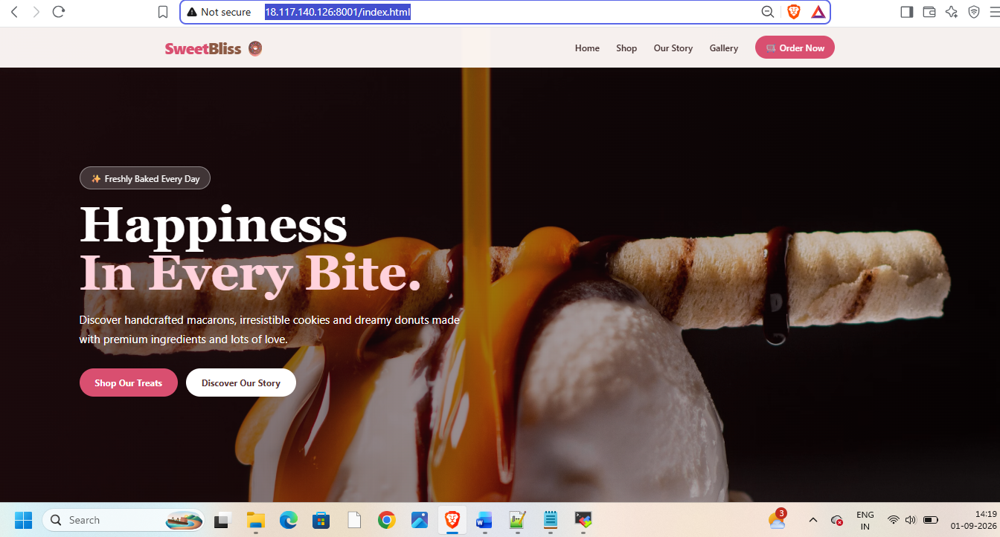 Not secure
18.117.140.126:8001/index.html
SweetBliss
Home
Shop
Our Story
Gallery
Order Now
Freshly Baked Every Day
Happiness
In Every Bite.
Discover handcrafted macarons, irresistible cookies and dreamy donuts made
with premium ingredients and lots of love.
Shop Our Treats
Discover Our Story
Search
3
ENG
IN
14:19
01-09-2026